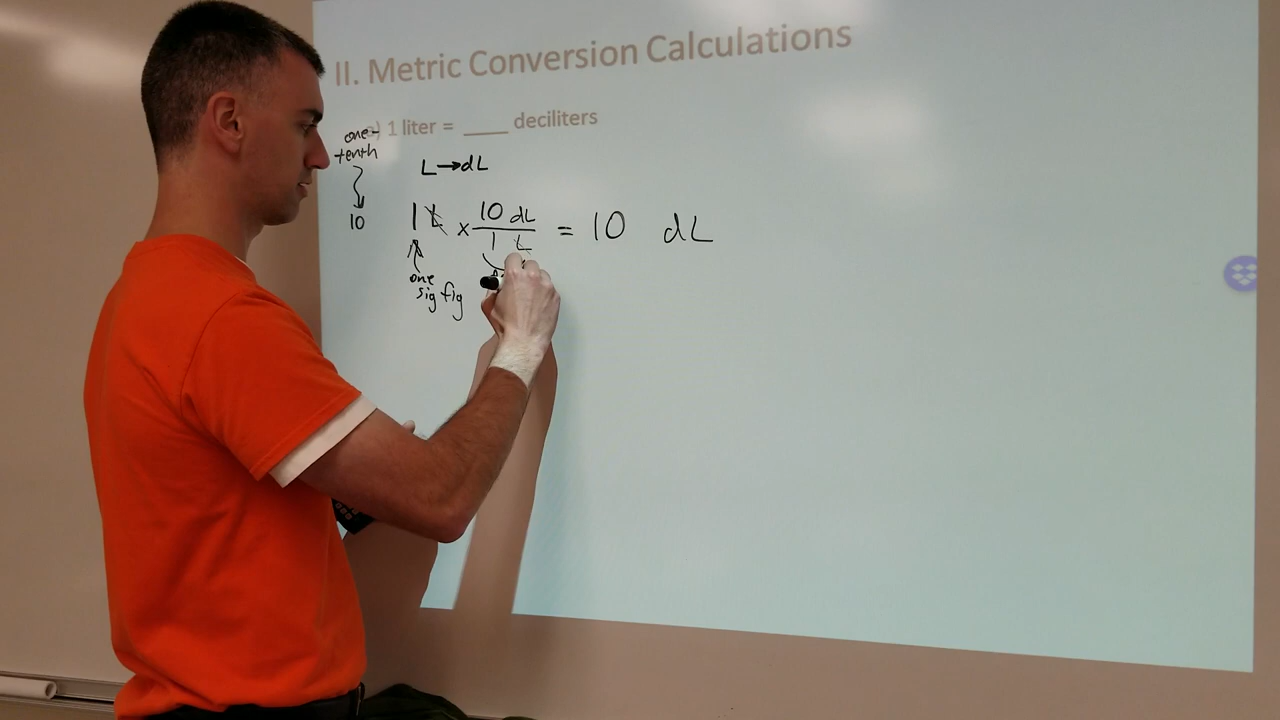 II. Metric Conversion Calculations
) 1 liter = ____ deciliters
one-
tenth
10
L→dL
1 L x 10 dL / 1 L = 10 dL
one
sig fig